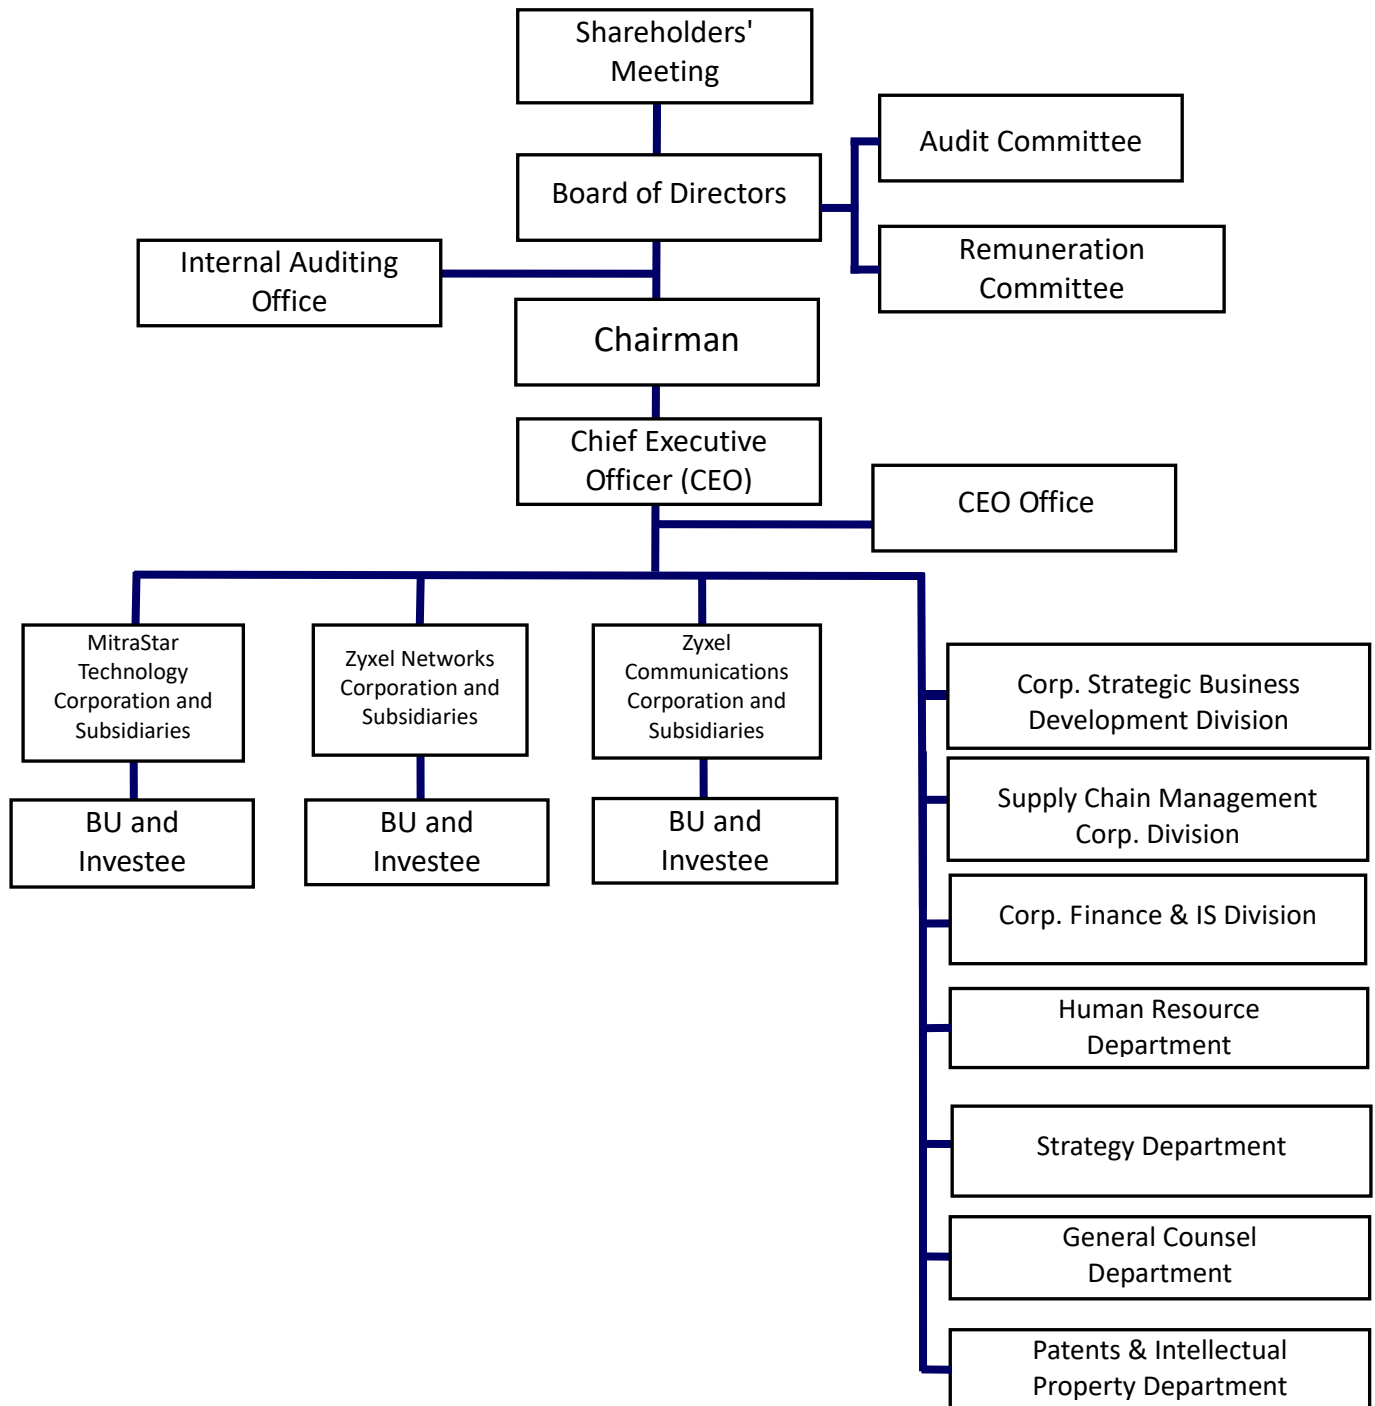 Shareholders'
Meeting
Audit Committee
Board of Directors
Remuneration
Committee
Internal Auditing
Office
Chairman
Chief Executive
Officer (CEO)
CEO Office
MitraStar
Technology
Corporation and
Subsidiaries
Zyxel Networks
Corporation and
Subsidiaries
Zyxel
Communications
Corporation and
Subsidiaries
BU and
Investee
BU and
Investee
BU and
Investee
Corp. Strategic Business
Development Division
Supply Chain Management
Corp. Division
Corp. Finance & IS Division
Human Resource
Department
Strategy Department
General Counsel
Department
Patents & Intellectual
Property Department